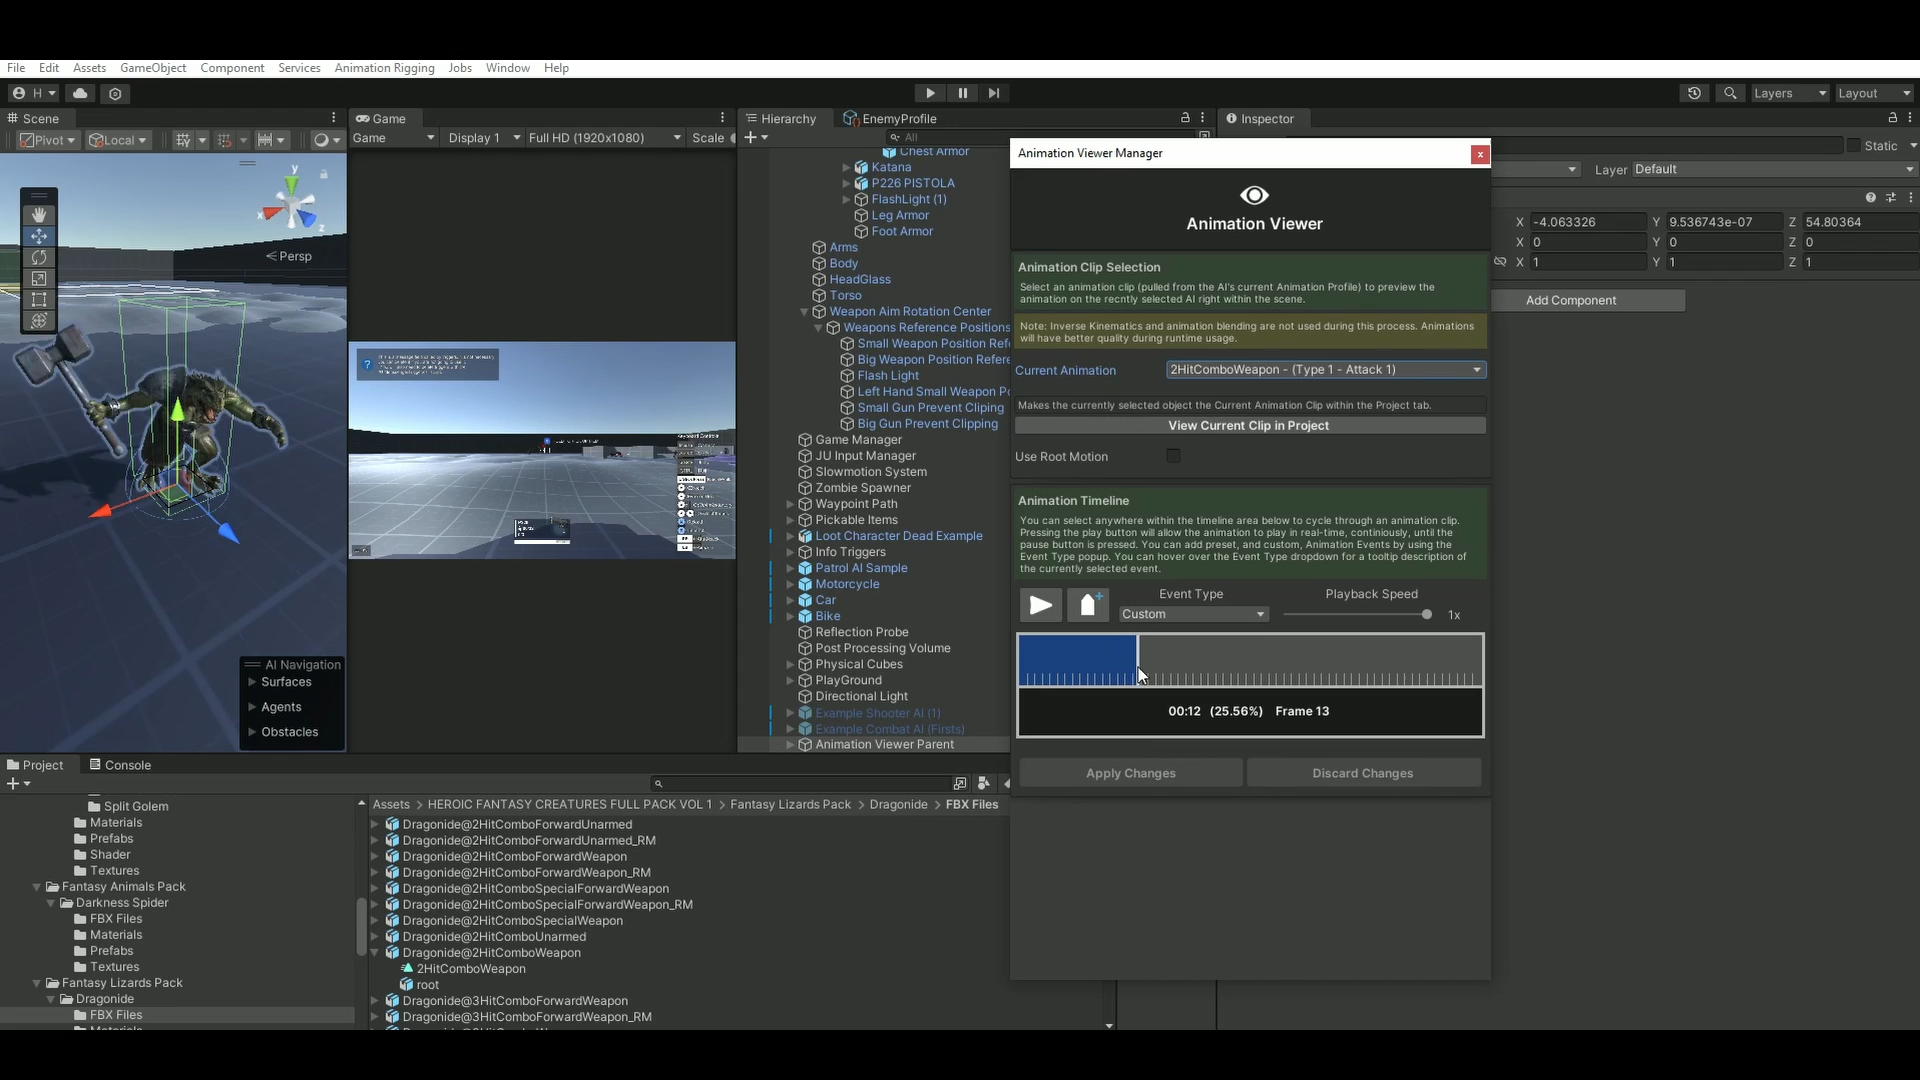 File Edit Assets GameObject Component Services Animation Rigging Jobs Window Help
H
Layers Layout
Scene
Game
Hierarchy
EnemyProfile
Inspector
Pivot Local
Game Display 1 Full HD (1920x1080) Scale
All
Static
Layer Default
y
x
z
Persp
AI Navigation
Surfaces
Agents
Obstacles
Chest Armor
Katana
P226 PISTOLA
FlashLight (1)
Leg Armor
Foot Armor
Arms
Body
HeadGlass
Torso
Weapon Aim Rotation Center
Weapons Reference Positions
Small Weapon Position Refe
Big Weapon Position Refere
Flash Light
Left Hand Small Weapon Po
Small Gun Prevent Cliping
Big Gun Prevent Clipping
Game Manager
JU Input Manager
Slowmotion System
Zombie Spawner
Waypoint Path
Pickable Items
Loot Character Dead Example
Info Triggers
Patrol AI Sample
Motorcycle
Car
Bike
Reflection Probe
Post Processing Volume
Physical Cubes
PlayGround
Directional Light
Example Shooter AI (1)
Example Combat AI (Firsts)
Animation Viewer Parent
Animation Viewer Manager
x
Animation Viewer
Animation Clip Selection
Select an animation clip (pulled from the AI's current Animation Profile) to preview the
animation on the recntly selected AI right within the scene.
Note: Inverse Kinematics and animation blending are not used during this process. Animations
will have better quality during runtime usage.
Current Animation 2HitComboWeapon - (Type 1 - Attack 1)
Makes the currently selected object the Current Animation Clip within the Project tab.
View Current Clip in Project
Use Root Motion
Animation Timeline
You can select anywhere within the timeline area below to cycle through an animation clip.
Pressing the play button will allow the animation to play in real-time, continiously, until the
pause button is pressed. You can add preset, and custom, Animation Events by using the
Event Type popup. You can hover over the Event Type dropdown for a tooltip description of
the currently selected event.
Event Type Playback Speed
Custom 1x
00:12 (25.56%) Frame 13
Apply Changes Discard Changes
X -4.063326 Y 9.536743e-07 Z 54.80364
X 0 Y 0 Z 0
X 1 Y 1 Z 1
Add Component
Project Console
Split Golem
Materials
Prefabs
Shader
Textures
Fantasy Animals Pack
Darkness Spider
FBX Files
Materials
Prefabs
Textures
Fantasy Lizards Pack
Dragonide
FBX Files
Assets > HEROIC FANTASY CREATURES FULL PACK VOL 1 > Fantasy Lizards Pack > Dragonide > FBX Files
Dragonide@2HitComboForwardUnarmed
Dragonide@2HitComboForwardUnarmed_RM
Dragonide@2HitComboForwardWeapon
Dragonide@2HitComboForwardWeapon_RM
Dragonide@2HitComboSpecialForwardWeapon
Dragonide@2HitComboSpecialForwardWeapon_RM
Dragonide@2HitComboSpecialWeapon
Dragonide@2HitComboUnarmed
Dragonide@2HitComboWeapon
2HitComboWeapon
root
Dragonide@3HitComboForwardWeapon
Dragonide@3HitComboForwardWeapon_RM